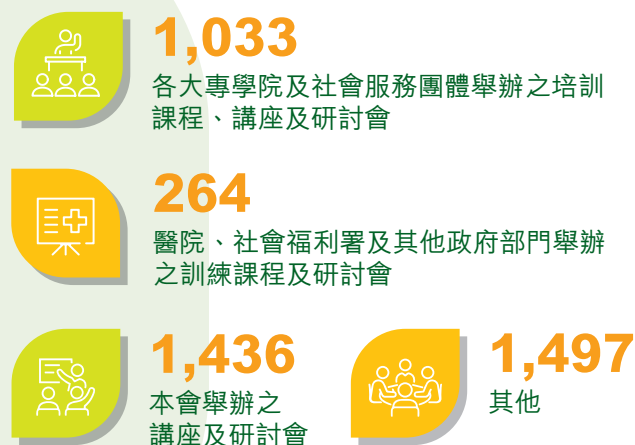 1,033
各大專學院及社會服務團體舉辦之培訓
課程、講座及研討會
264
醫院、社會福利署及其他政府部門舉辦
之訓練課程及研討會
1,436
本會舉辦之
講座及研討會
1,497
其他